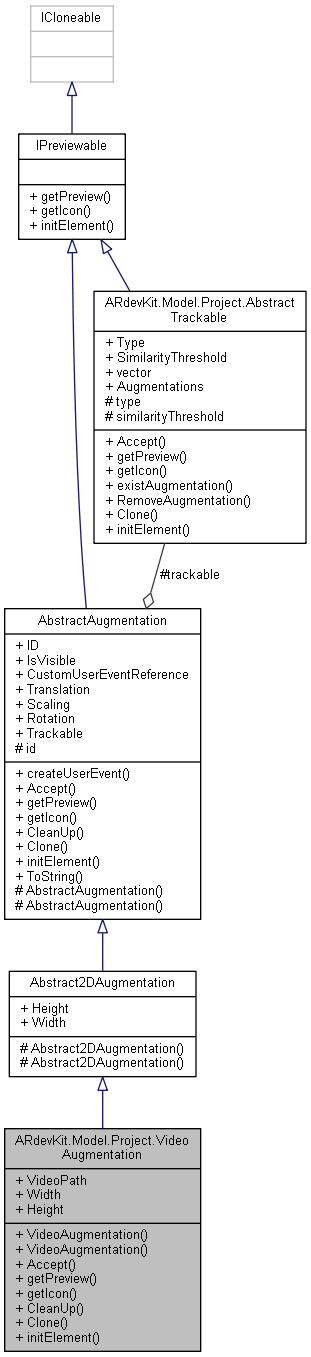 ICloneable
IPreviewable
+ getPreview()
+ getIcon()
+ initElement()
ARdevKit.Model.Project.Abstract
Trackable
+ Type
+ SimilarityThreshold
+ vector
+ Augmentations
# type
# similarityThreshold
+ Accept()
+ getPreview()
+ getIcon()
+ existAugmentation()
+ RemoveAugmentation()
+ Clone()
+ initElement()
#trackable
AbstractAugmentation
+ ID
+ IsVisible
+ CustomUserEventReference
+ Translation
+ Scaling
+ Rotation
+ Trackable
# id
+ createUserEvent()
+ Accept()
+ getPreview()
+ getIcon()
+ CleanUp()
+ Clone()
+ initElement()
+ ToString()
# AbstractAugmentation()
# AbstractAugmentation()
Abstract2DAugmentation
+ Height
+ Width
# Abstract2DAugmentation()
# Abstract2DAugmentation()
ARdevKit.Model.Project.Video
Augmentation
+ VideoPath
+ Width
+ Height
+ VideoAugmentation()
+ VideoAugmentation()
+ Accept()
+ getPreview()
+ getIcon()
+ CleanUp()
+ Clone()
+ initElement()